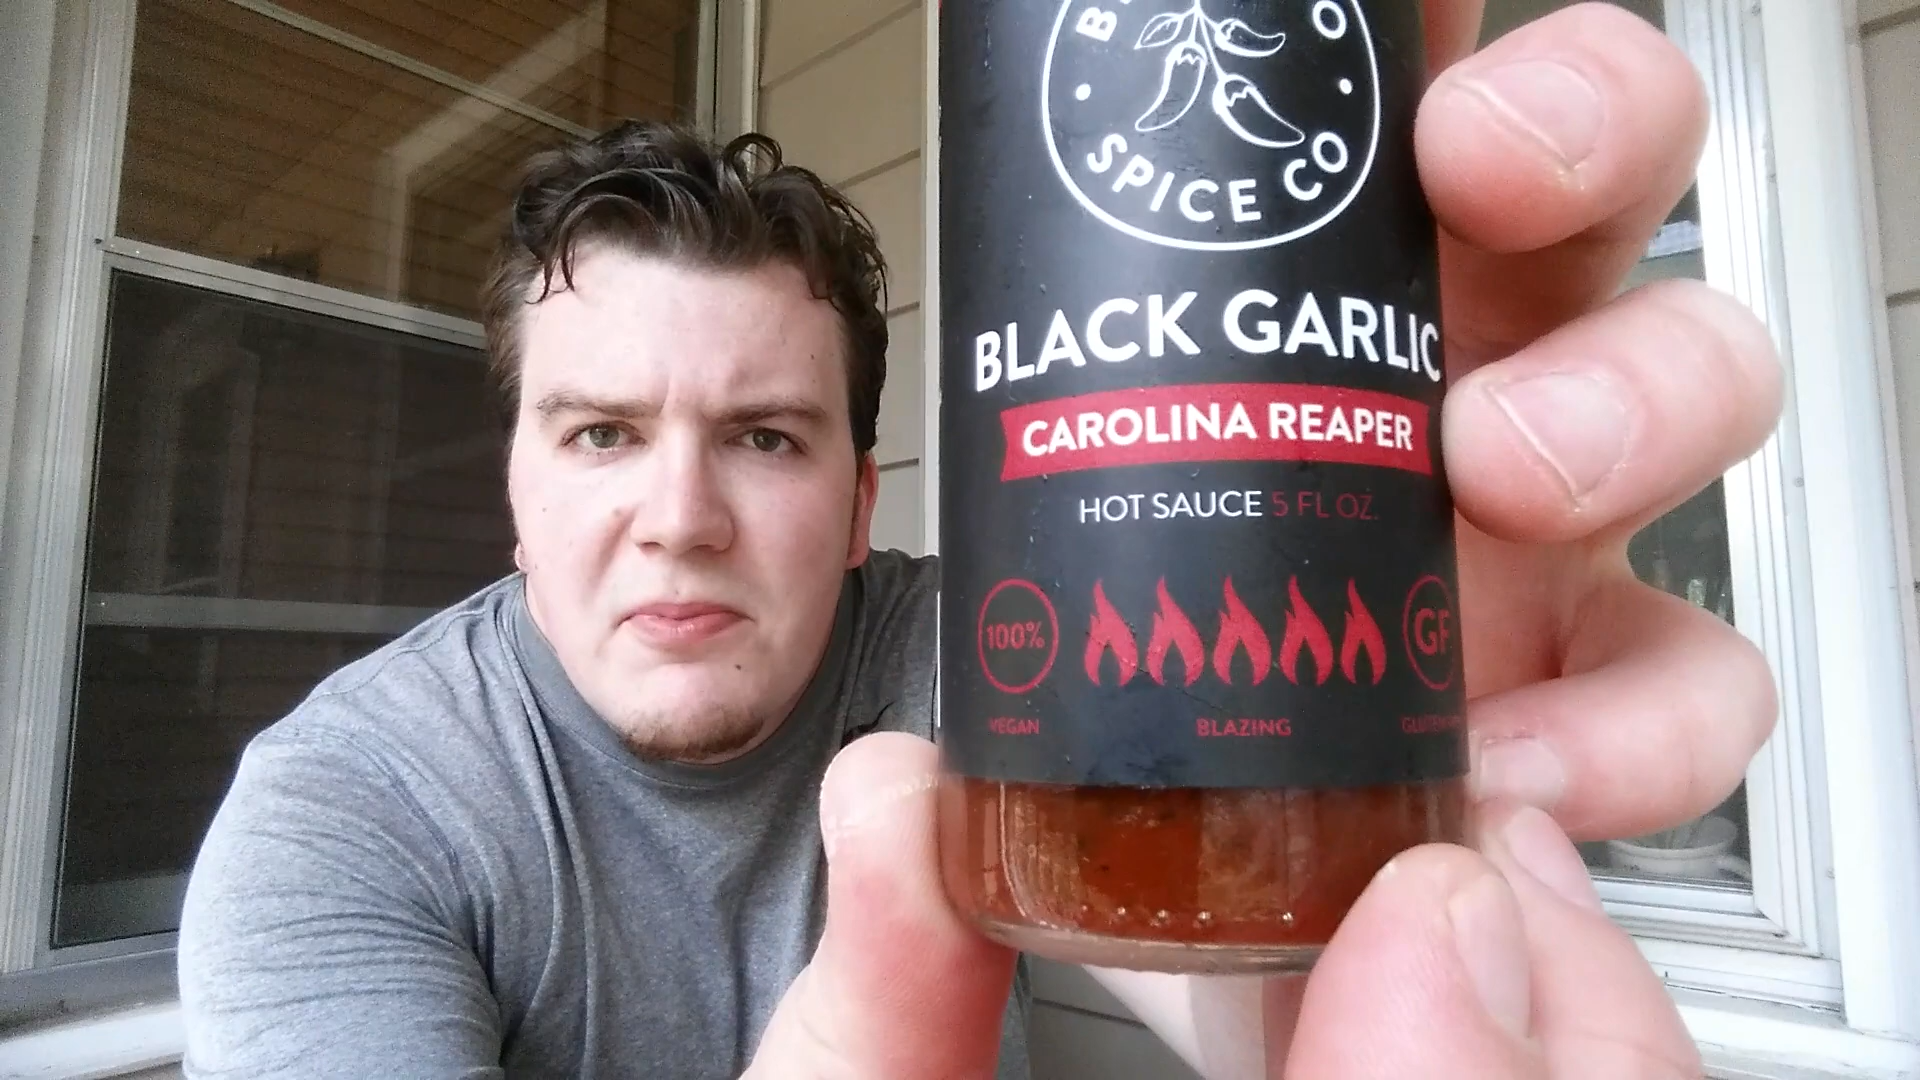 SPICE CO
BLACK GARLIC
CAROLINA REAPER
HOT SAUCE 5 FL OZ.
100% GF
VEGAN BLAZING